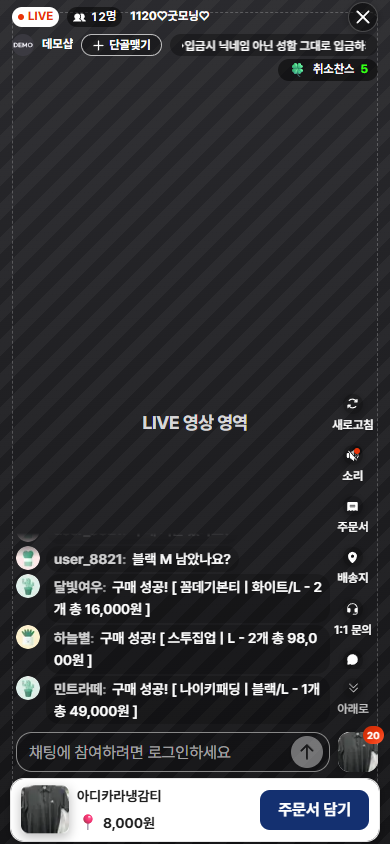 LIVE
12명
1120♡굿모닝♡
DEMO
데모샵
+ 단골맺기
입금시 닉네임 아닌 성함 그대로 입금하
취소찬스 5
LIVE 영상 영역
새로고침
소리
주문서
배송지
1:1 문의
아래로
user_8821: 블랙 M 남았나요?
달빛여우: 구매 성공! [ 꼼데기본티 | 화이트/L - 2
개 총 16,000원 ]
하늘별: 구매 성공! [ 스투집업 | L - 2개 총 98,0
00원 ]
민트라떼: 구매 성공! [ 나이키패딩 | 블랙/L - 1개
총 49,000원 ]
채팅에 참여하려면 로그인하세요
20
아디카라냉감티
8,000원
주문서 담기